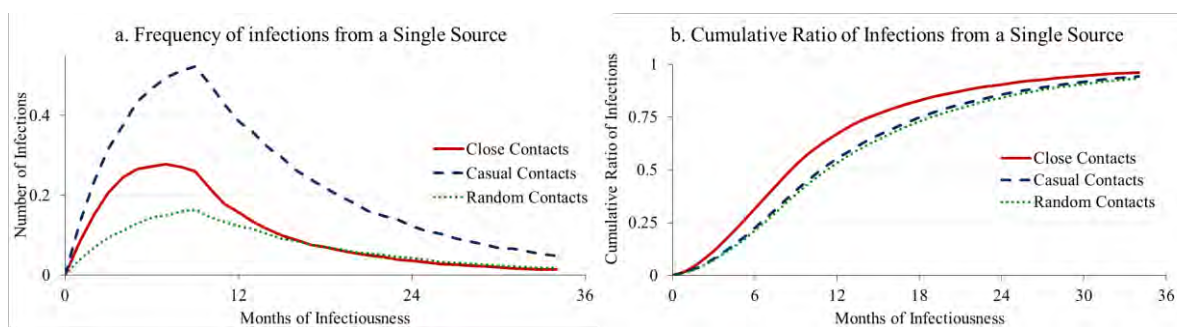 a. Frequency of infections from a Single Source
Number of Infections
0.4
0.2
0
0
12
24
36
Months of Infectiousness
Close Contacts
Casual Contacts
Random Contacts
b. Cumulative Ratio of Infections from a Single Source
Cumulative Ratio of Infections
1
0.75
0.5
0.25
0
0
6
12
18
24
30
36
Months of Infectiousness
Close Contacts
Casual Contacts
Random Contacts